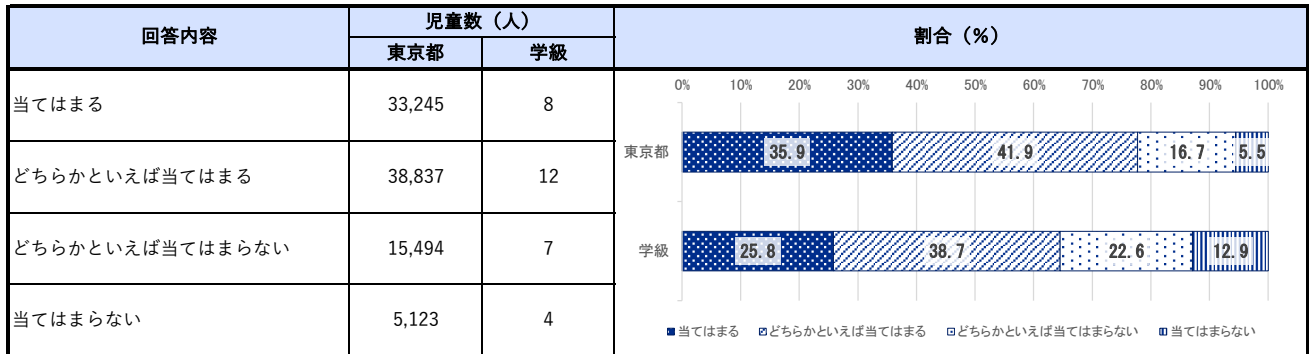 回答内容 児童数（人） 割合（%）
東京都 学級
当てはまる 33,245 8
どちらかといえば当てはまる 38,837 12
どちらかといえば当てはまらない 15,494 7
当てはまらない 5,123 4
0% 10% 20% 30% 40% 50% 60% 70% 80% 90% 100%
東京都 35.9 41.9 16.7 5.5
学級 25.8 38.7 22.6 12.9
当てはまる どちらかといえば当てはまる どちらかといえば当てはまらない 当てはまらない